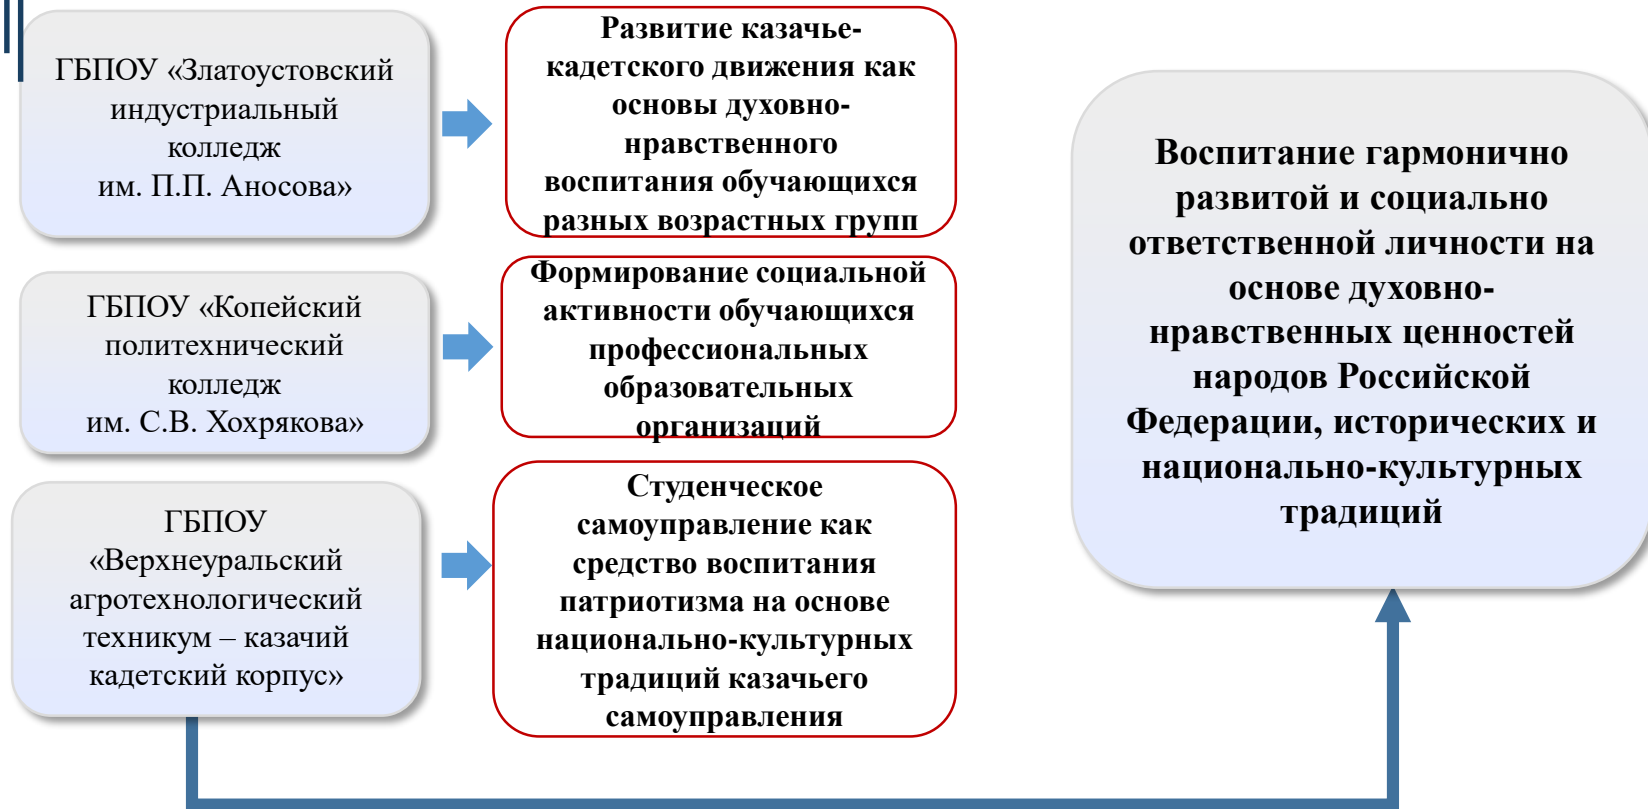 ГБПОУ «Златоустовский
индустриальный
колледж
им. П.П. Аносова»
Развитие казачье-
кадетского движения как
основы духовно-
нравственного
воспитания обучающихся
разных возрастных групп
ГБПОУ «Копейский
политехнический
колледж
им. С.В. Хохрякова»
Формирование социальной
активности обучающихся
профессиональных
образовательных
организаций
ГБПОУ
«Верхнеуральский
агротехнологический
техникум – казачий
кадетский корпус»
Студенческое
самоуправление как
средство воспитания
патриотизма на основе
национально-культурных
традиций казачьего
самоуправления
Воспитание гармонично
развитой и социально
ответственной личности на
основе духовно-
нравственных ценностей
народов Российской
Федерации, исторических и
национально-культурных
традиций